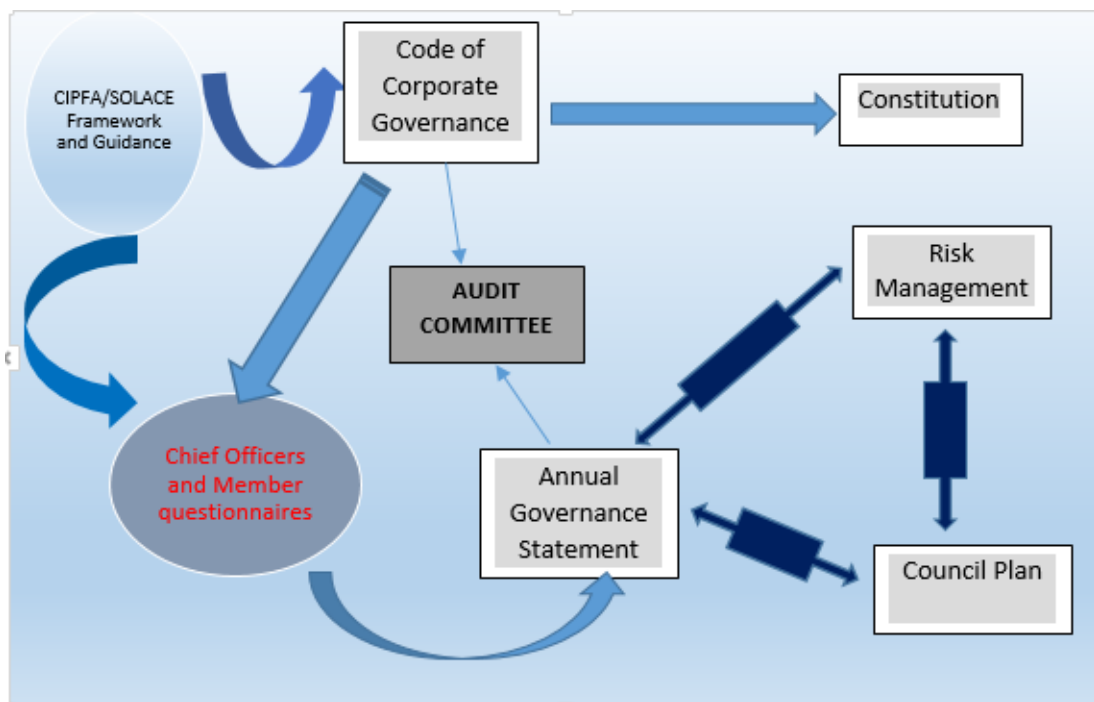 CIPFA/SOLACE
Framework
and Guidance
Code of
Corporate
Governance
Constitution
AUDIT
COMMITTEE
Risk
Management
Chief Officers
and Member
questionnaires
Annual
Governance
Statement
Council Plan